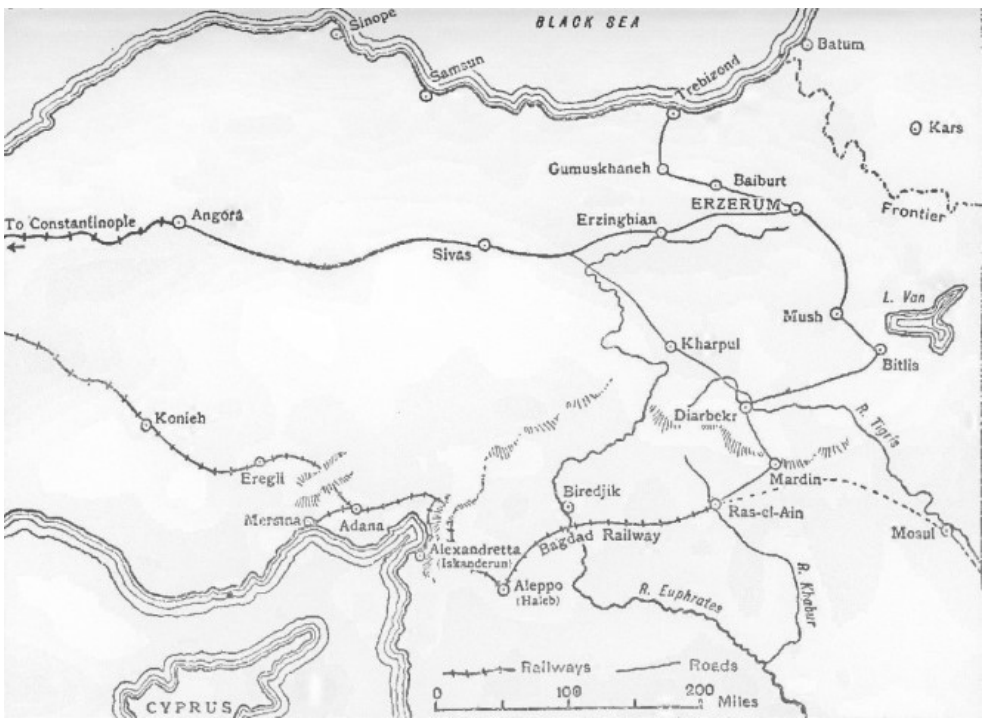 BLACK SEA
Sinope
Samsun
Trebizond
Batum
Kars
Gumuskhaneh
Baiburt
ERZERUM
Frontier
To Constantinople
Angora
Sivas
Erzinghian
L. Van
Mush
Bitlis
Kharput
Konieh
Diarbekr
R. Tigris
Eregli
Mardin
Mersina
Adana
Biredjik
Ras-el-Ain
Mosul
Bagdad Railway
Alexandretta
(Iskanderun)
Aleppo
(Haleb)
R. Euphrates
R. Khabur
Railways
Roads
0 100 200
Miles
CYPRUS